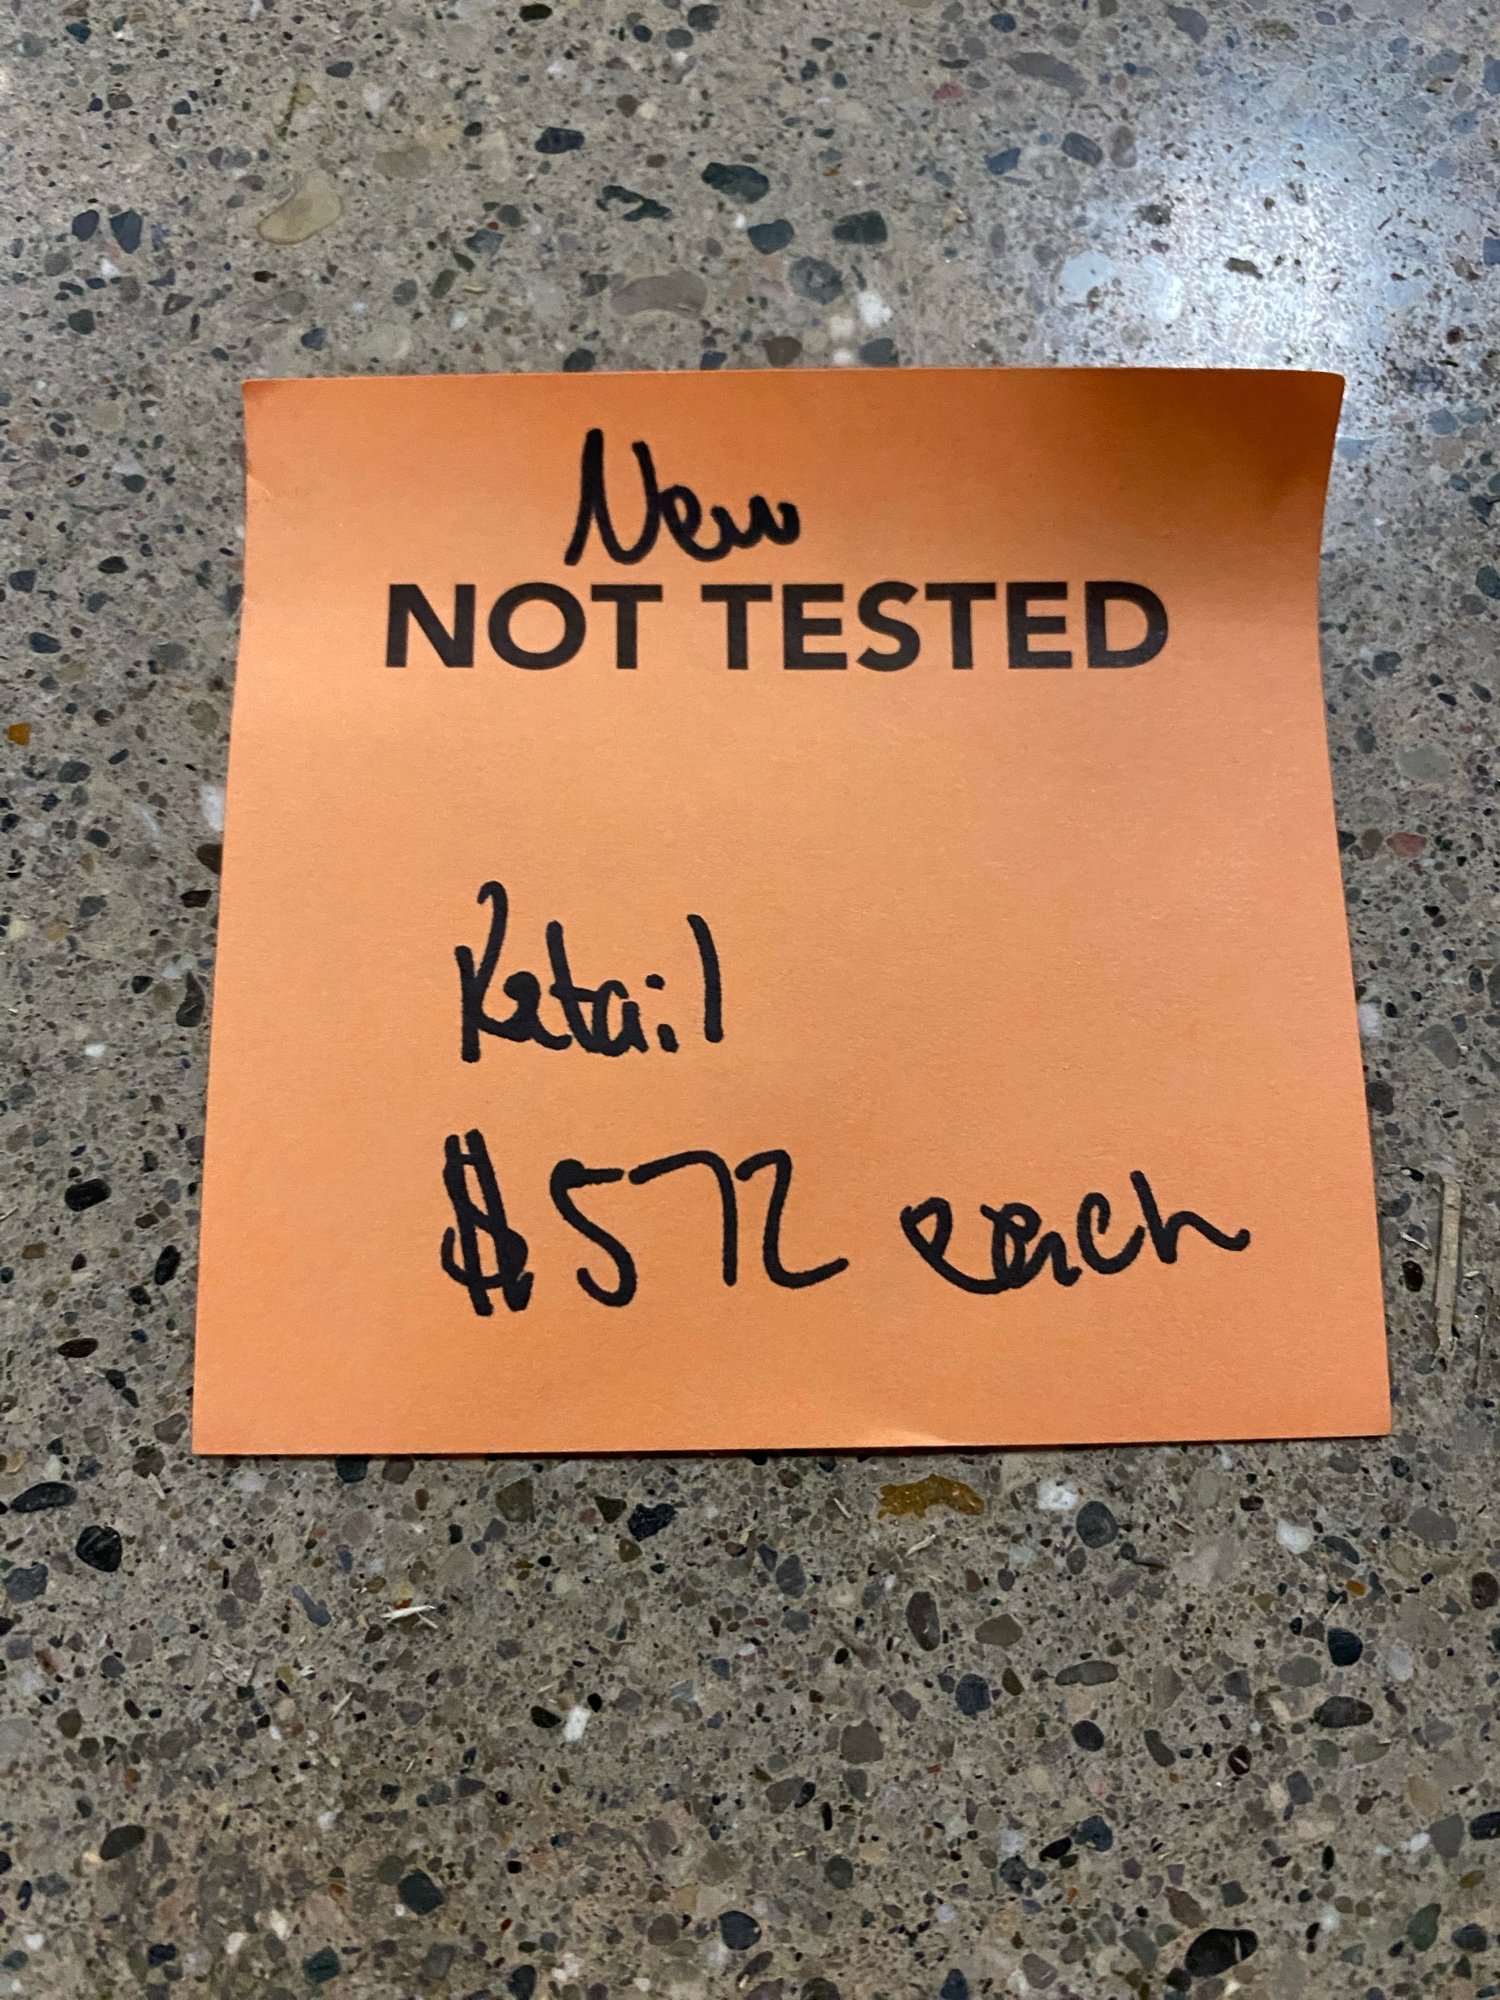 New
NOT TESTED
Retail
$572 each